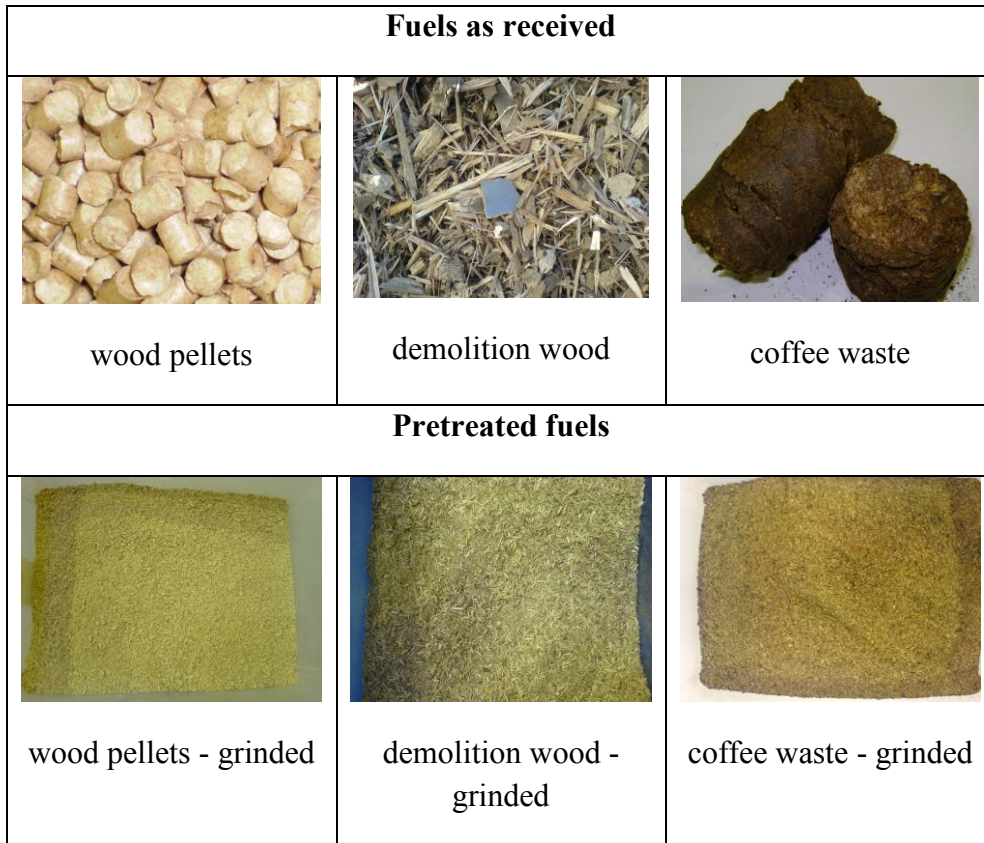 Fuels as received
wood pellets
demolition wood
coffee waste
Pretreated fuels
wood pellets - grinded
demolition wood -
grinded
coffee waste - grinded